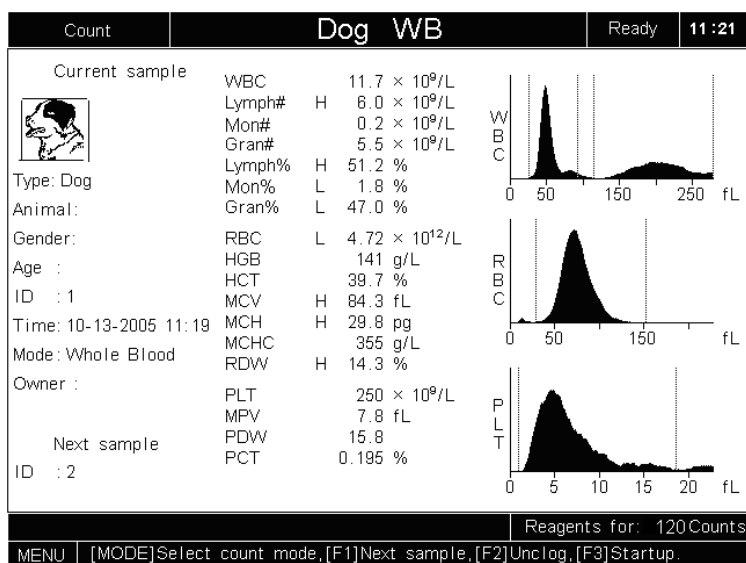 Count Dog WB Ready 11:21
Current sample
Type: Dog
Animal:
Gender:
Age :
ID : 1
Time: 10-13-2005 11:19
Mode: Whole Blood
Owner :
Next sample
ID : 2
WBC 11.7 × 10⁹/L
Lymph# H 6.0 × 10⁹/L
Mon# 0.2 × 10⁹/L
Gran# 5.5 × 10⁹/L
Lymph% H 51.2 %
Mon% L 1.8 %
Gran% L 47.0 %
RBC L 4.72 × 10¹²/L
HGB 141 g/L
HCT 39.7 %
MCV H 84.3 fL
MCH H 29.8 pg
MCHC 355 g/L
RDW H 14.3 %
PLT 250 × 10⁹/L
MPV 7.8 fL
PDW 15.8
PCT 0.195 %
WBC
0 50 150 250 fL
RBC
0 50 150 fL
PLT
0 5 10 15 20 fL
Reagents for: 120 Counts
MENU [MODE]Select count mode,[F1]Next sample,[F2]Unclog,[F3]Startup.